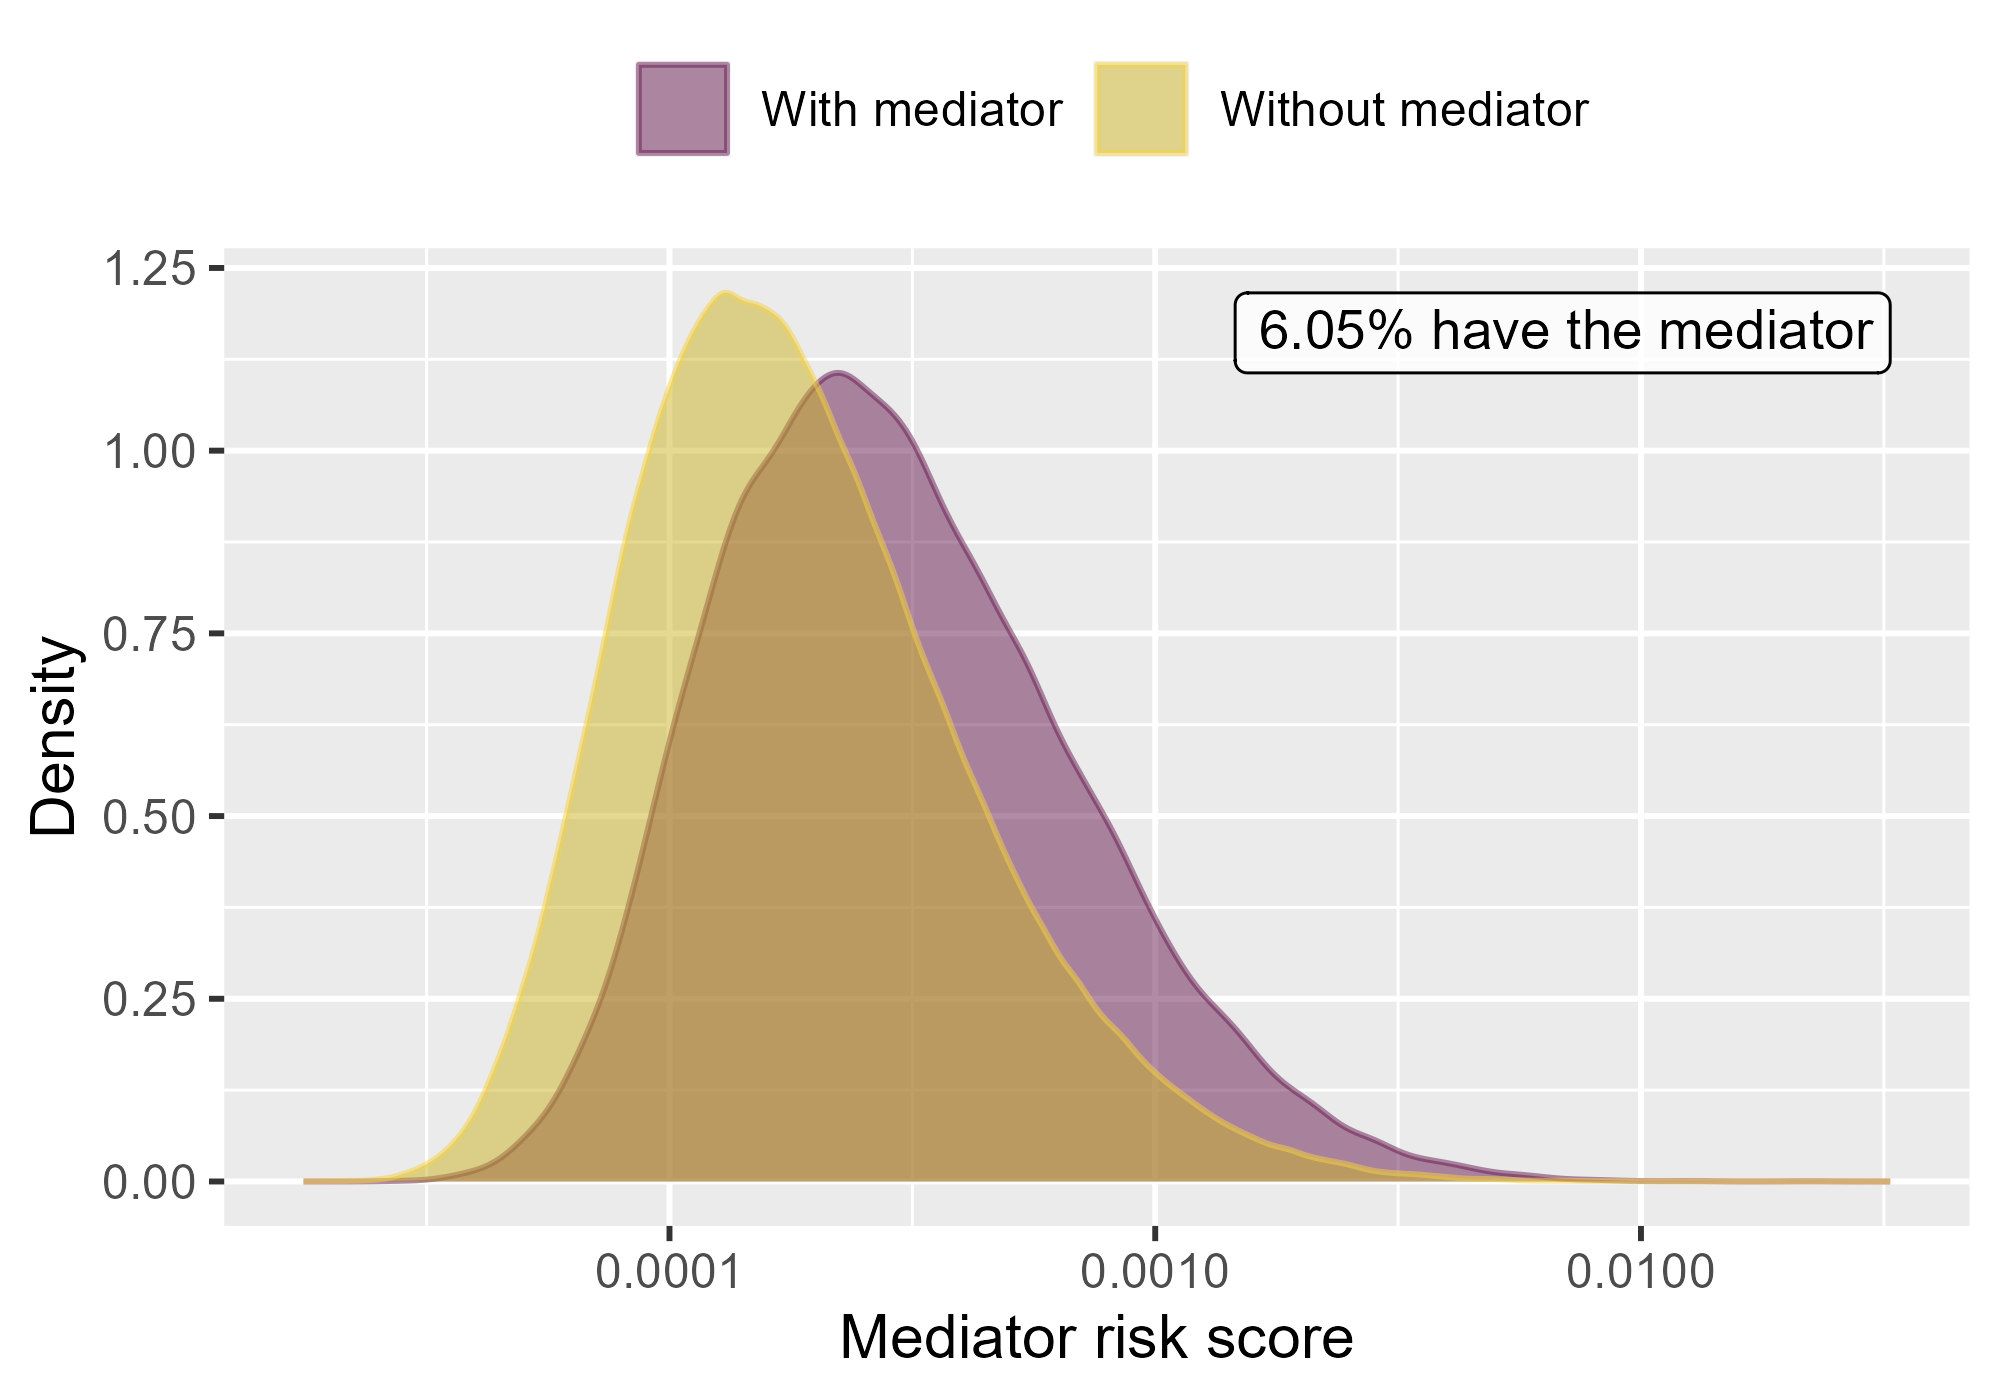 With mediator
Without mediator
6.05% have the mediator
Density
1.25
1.00
0.75
0.50
0.25
0.00
0.0001
0.0010
0.0100
Mediator risk score